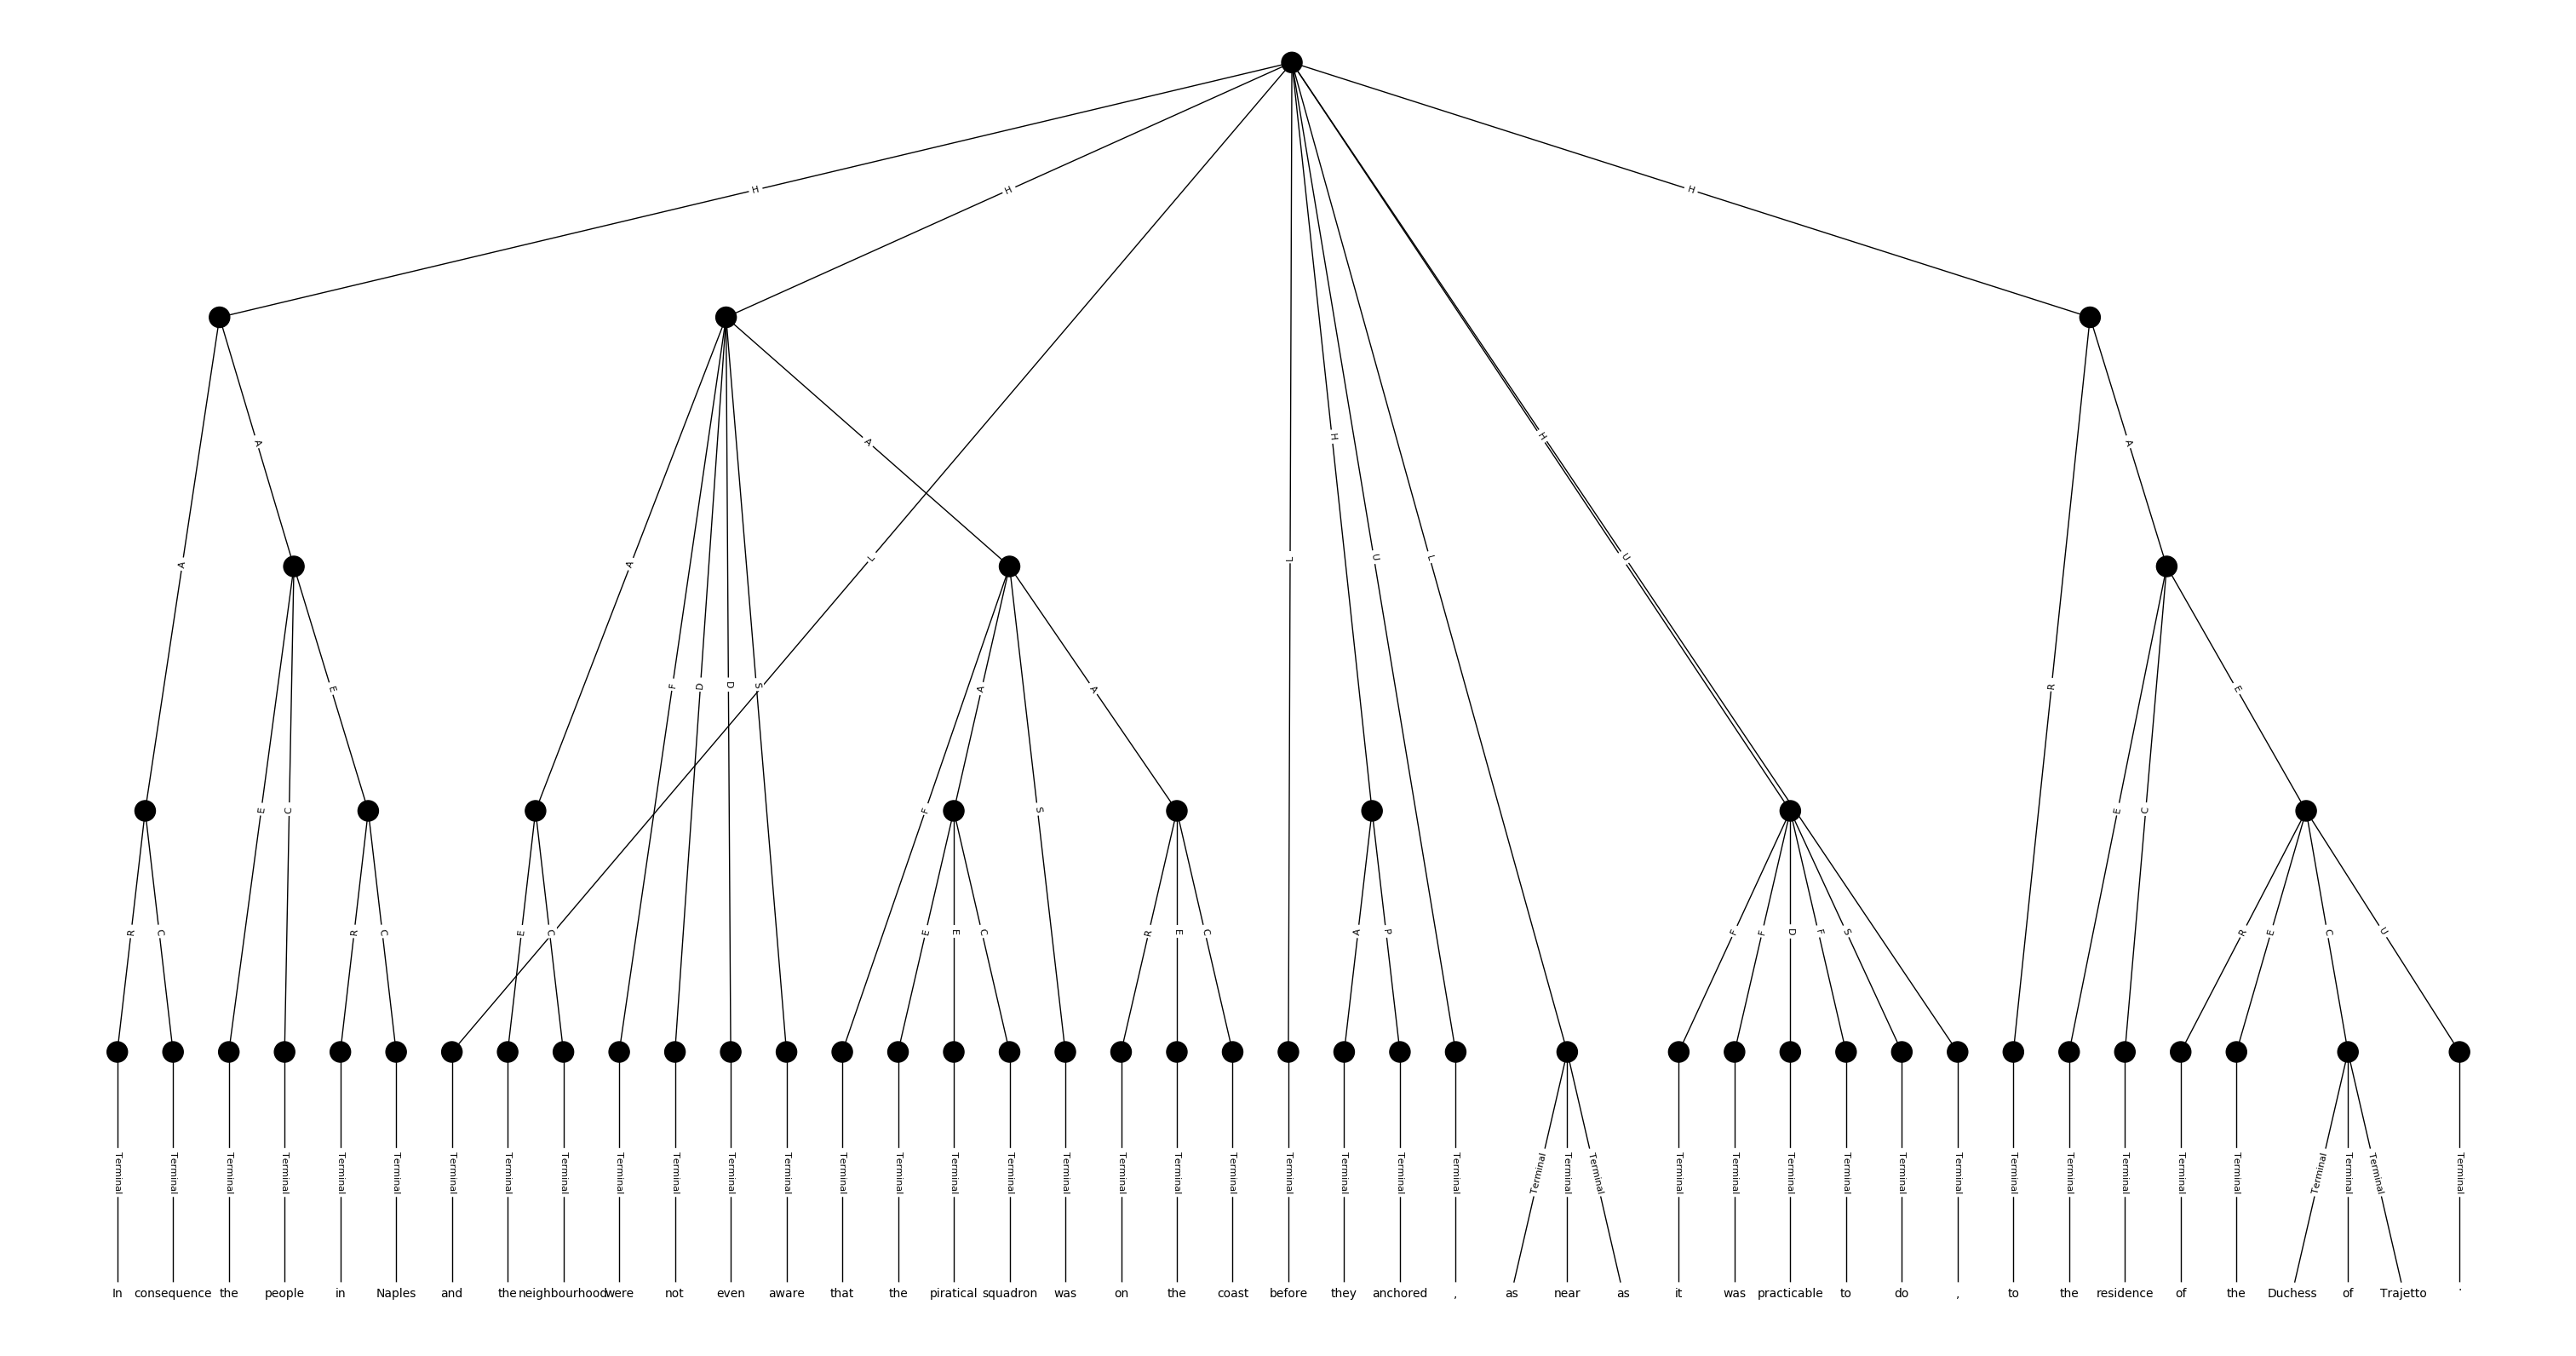 H H H
A A H H
A L L U L U
E A F D D S A R E
E C F S E C
R C R C E C E E C R E C A P F F D F S R E C U
Terminal Terminal Terminal Terminal Terminal Terminal Terminal Terminal Terminal Terminal Terminal Terminal Terminal Terminal Terminal Terminal Terminal Terminal Terminal Terminal Terminal Terminal Terminal Terminal Terminal Terminal Terminal Terminal Terminal Terminal Terminal Terminal Terminal Terminal Terminal Terminal Terminal Terminal Terminal Terminal Terminal Terminal Terminal
In consequence the people in Naples and the neighbourhood were not even aware that the piratical squadron was on the coast before they anchored , as near as it was practicable to do , to the residence of the Duchess of Trajetto .